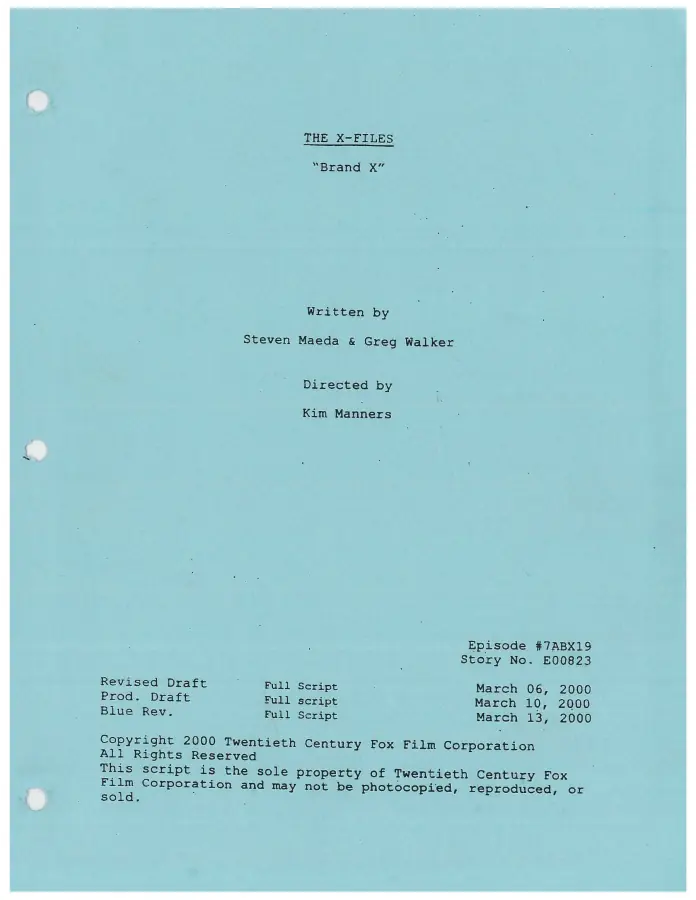 THE X-FILES
"Brand X"
Written by
Steven Maeda & Greg Walker
Directed by
Kim Manners
Episode #7ABX19
Story No. E00823
Revised Draft Full Script March 06, 2000
Prod. Draft Full script March 10, 2000
Blue Rev. Full Script March 13, 2000
Copyright 2000 Twentieth Century Fox Film Corporation
All Rights Reserved
This script is the sole property of Twentieth Century Fox
Film Corporation and may not be photocopied, reproduced, or
sold.